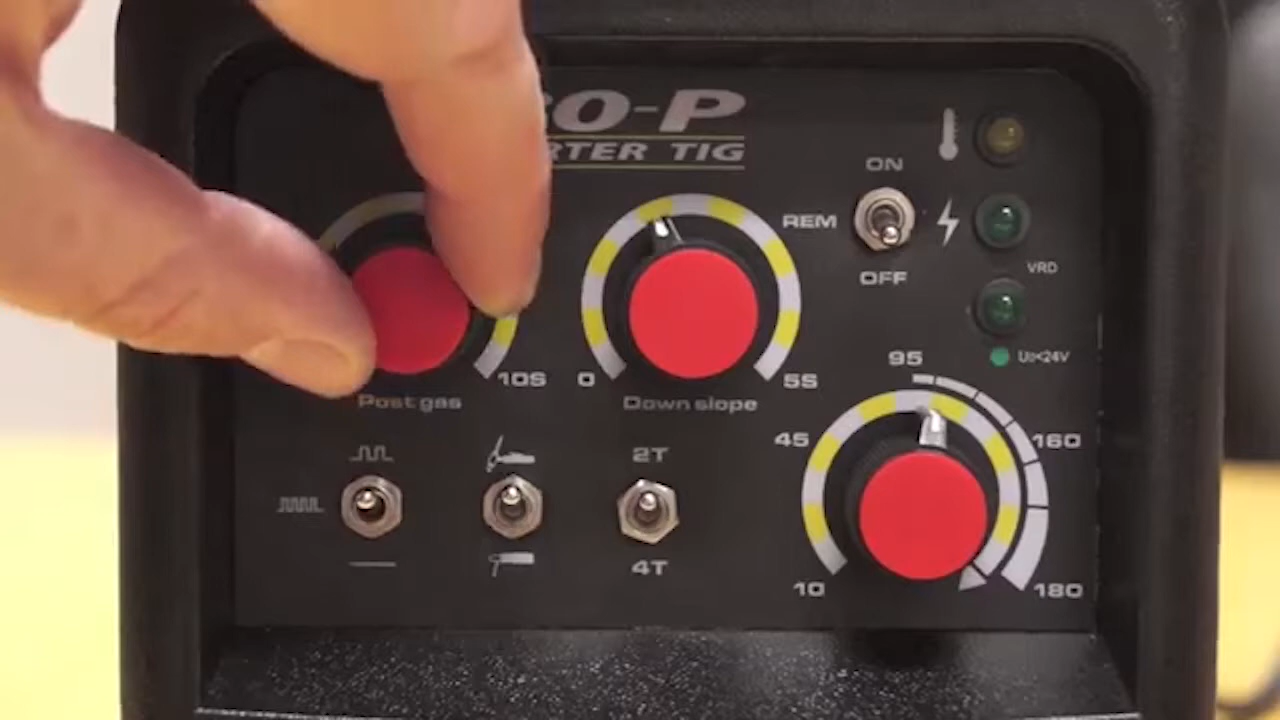 80-P
RTER TIG
ON
REM
OFF
VRD
U₀<24V
10S
0
5S
Post gas
Down slope
95
45
160
10
180
2T
4T